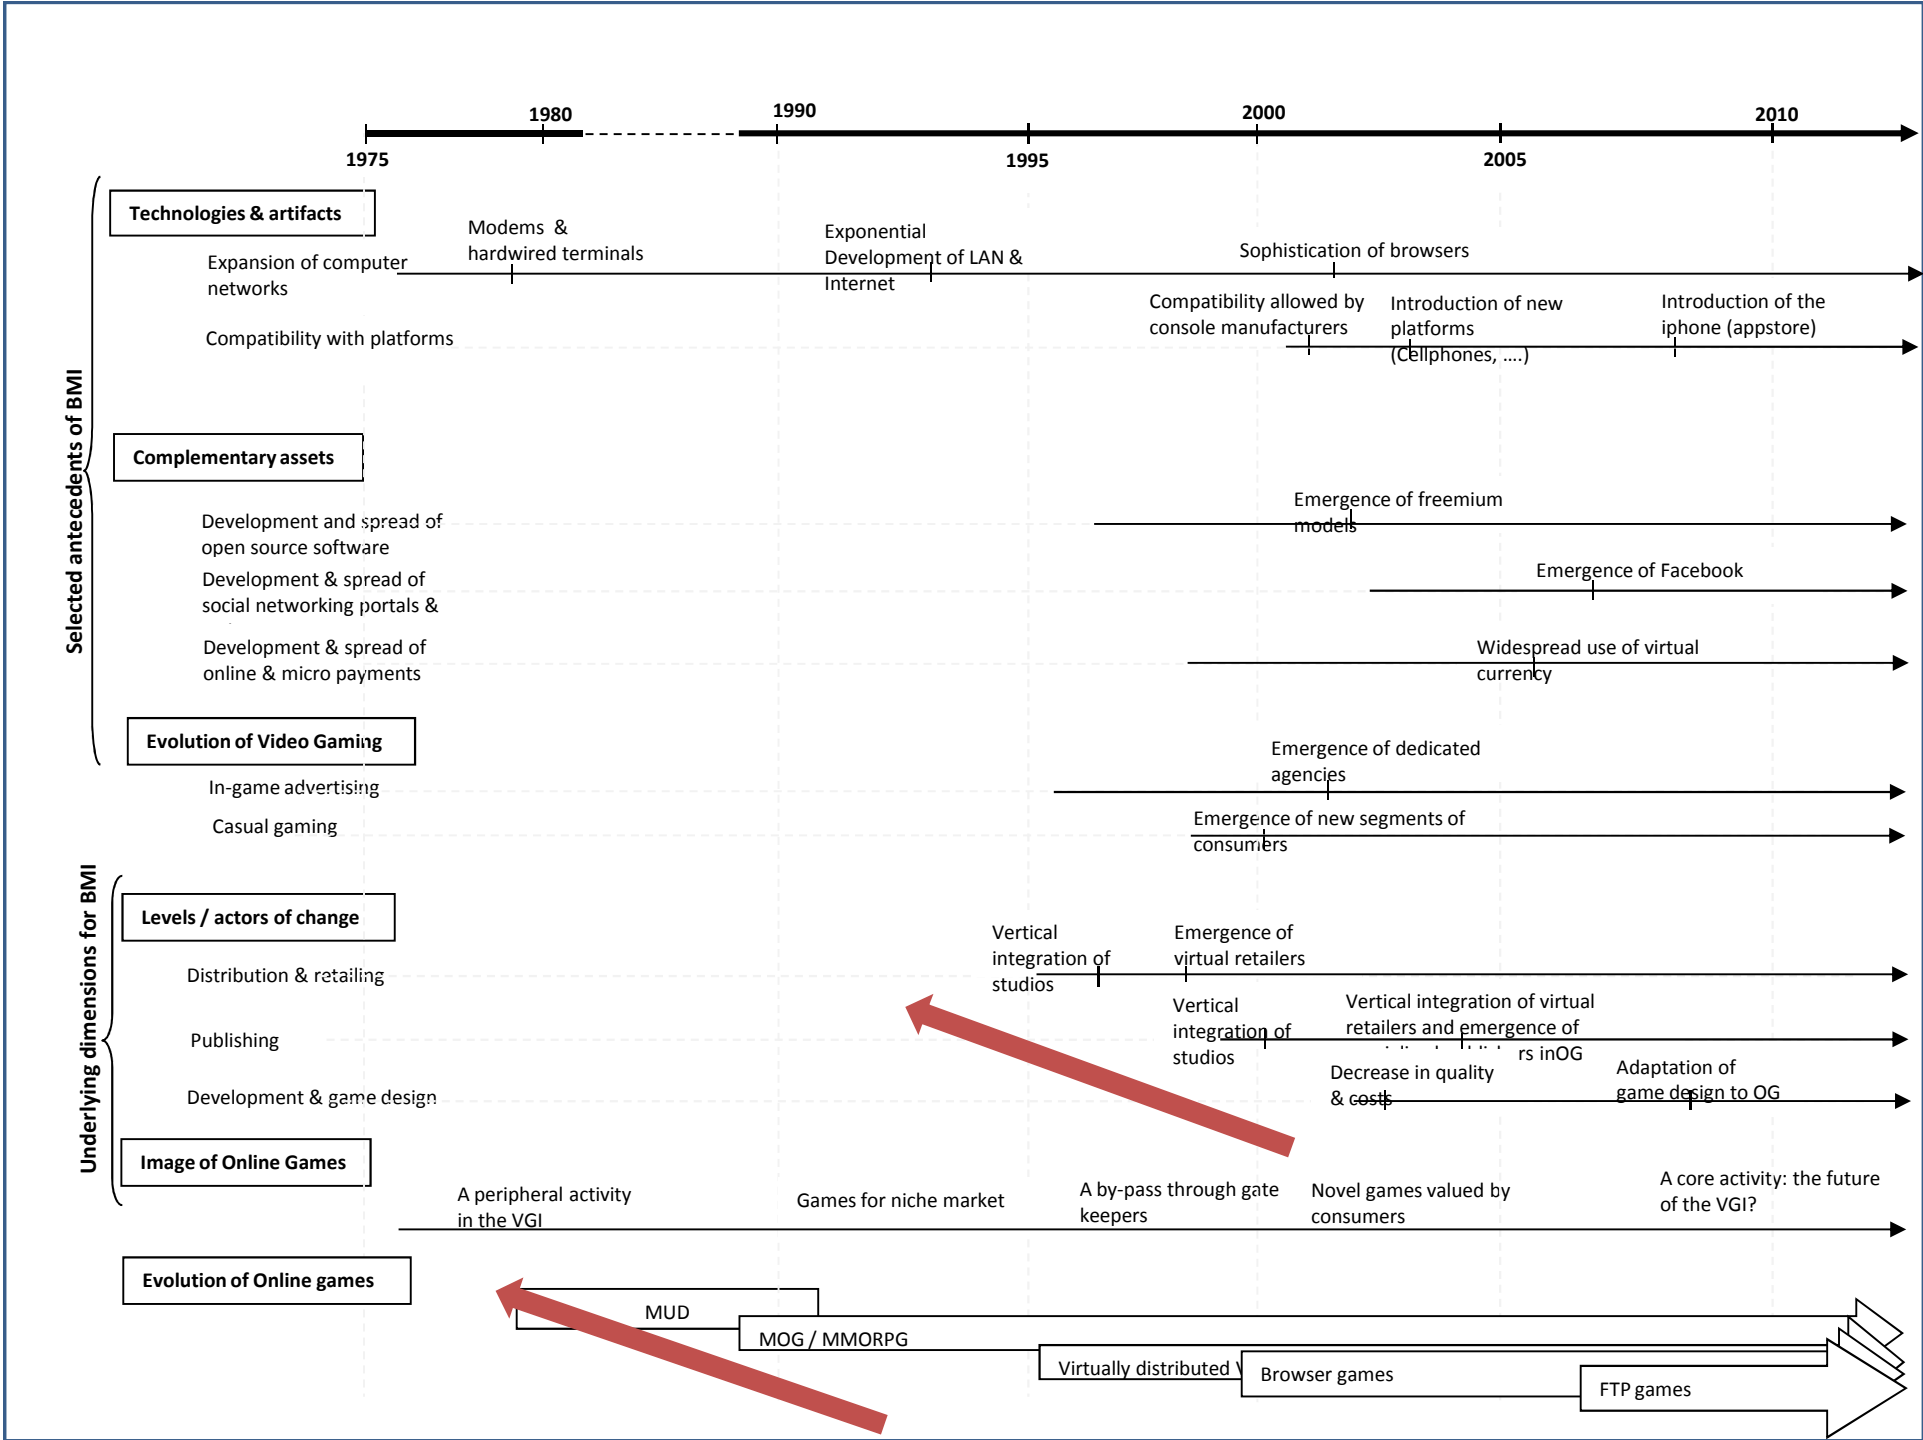 1980
1990
2000
2010
1975
1995
2005
Selected antecedents of BMI
Technologies & artifacts
Expansion of computer
networks
Modems &
hardwired terminals
Exponential
Development of LAN &
Internet
Sophistication of browsers
Compatibility with platforms
Compatibility allowed by
console manufacturers
Introduction of new
platforms
(Cellphones, ....)
Introduction of the
iphone (appstore)
Complementary assets
Development and spread of
open source software
Emergence of freemium
models
Development & spread of
social networking portals &
Emergence of Facebook
Development & spread of
online & micro payments
Widespread use of virtual
currency
Evolution of Video Gaming
In-game advertising
Emergence of dedicated
agencies
Casual gaming
Emergence of new segments of
consumers
Underlying dimensions for BMI
Levels / actors of change
Distribution & retailing
Vertical
integration of
studios
Emergence of
virtual retailers
Publishing
Vertical
integration of
studios
Vertical integration of virtual
retailers and emergence of
rs inOG
Development & game design
Decrease in quality
& costs
Adaptation of
game design to OG
Image of Online Games
A peripheral activity
in the VGI
Games for niche market
A by-pass through gate
keepers
Novel games valued by
consumers
A core activity: the future
of the VGI?
Evolution of Online games
MUD
MOG / MMORPG
Virtually distributed
Browser games
FTP games